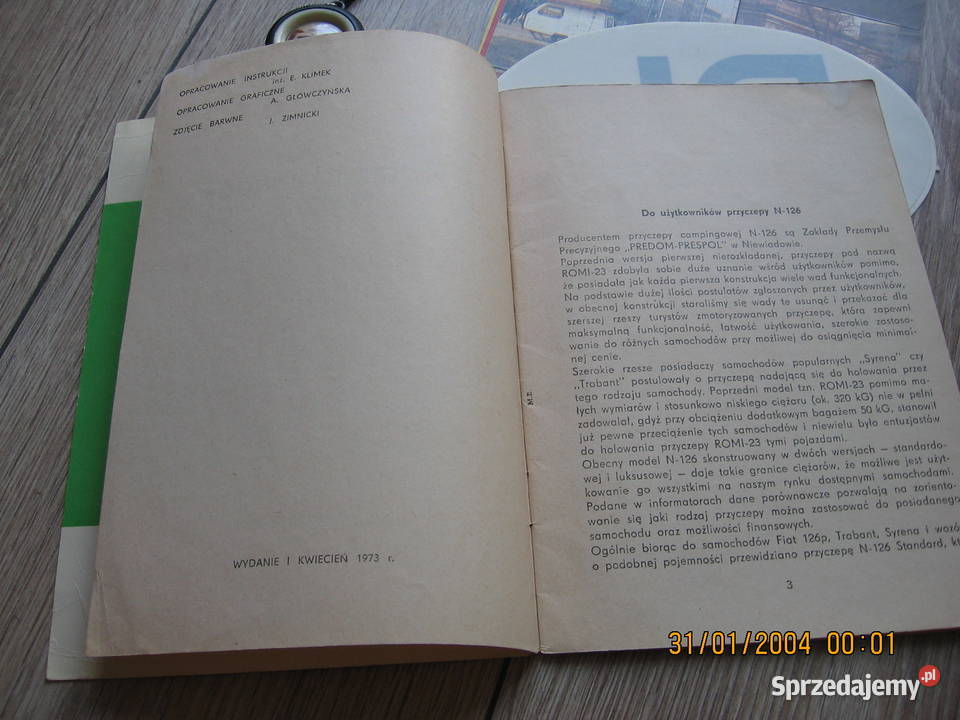 OPRACOWANIE INSTRUKCJI
inż. E. KLIMEK
OPRACOWANIE GRAFICZNE
A. GŁOWCZYŃSKA
ZDJĘCIE BARWNE J. ZIMNICKI
WYDANIE I KWIECIEŃ 1973 r.
Do użytkowników przyczepy N-126
Producentem przyczepy campingowej N-126 są Zakłady Przemysłu
Precyzyjnego „PREDOM-PRESPOL" w Niewiadowie.
Poprzednia wersja pierwszej nierozkładanej, przyczepy pod nazwą
ROMI-23 zdobyła sobie duże uznanie wśród użytkowników pomimo,
że posiadała jak każda pierwsza konstrukcja wiele wad funkcjonalnych.
Na podstawie dużej ilości postulatów zgłoszonych przez użytkowników,
w obecnej konstrukcji staraliśmy się wady te usunąć i przekazać dla
szerszej rzeszy turystów zmotoryzowanych przyczepę, która zapewni
maksymalną funkcjonalność, łatwość użytkowania, szerokie zastoso-
wanie do różnych samochodów przy możliwej do osiągnięcia minimal-
nej cenie.
Szerokie rzesze posiadaczy samochodów popularnych „Syrena" czy
„Trabant" postulowały o przyczepę nadającą się do holowania przez
tego rodzaju samochody. Poprzedni model tzn. ROMI-23 pomimo ma-
łych wymiarów i stosunkowo niskiego ciężaru (ok. 320 kG) nie w pełni
zadowalał, gdyż przy obciążeniu dodatkowym bagażem 50 kG, stanowił
już pewne przeciążenie tych samochodów i niewielu było entuzjastów
do holowania przyczepy ROMI-23 tymi pojazdami.
Obecny model N-126 skonstruowany w dwóch wersjach — standardo-
wej i luksusowej — daje takie granice ciężarów, że możliwe jest użyt-
kowanie go wszystkimi na naszym rynku dostępnymi samochodami.
Podane w informatorach dane porównawcze pozwalają na zoriento-
wanie się jaki rodzaj przyczepy można zastosować do posiadanego
samochodu oraz możliwości finansowych.
Ogólnie biorąc do samochodów Fiat 126p, Trabant, Syrena i wozów
o podobnej pojemności przewidziano przyczepę N-126 Standard,
3
31/01/2004 00:01
Sprzedajemy.pl